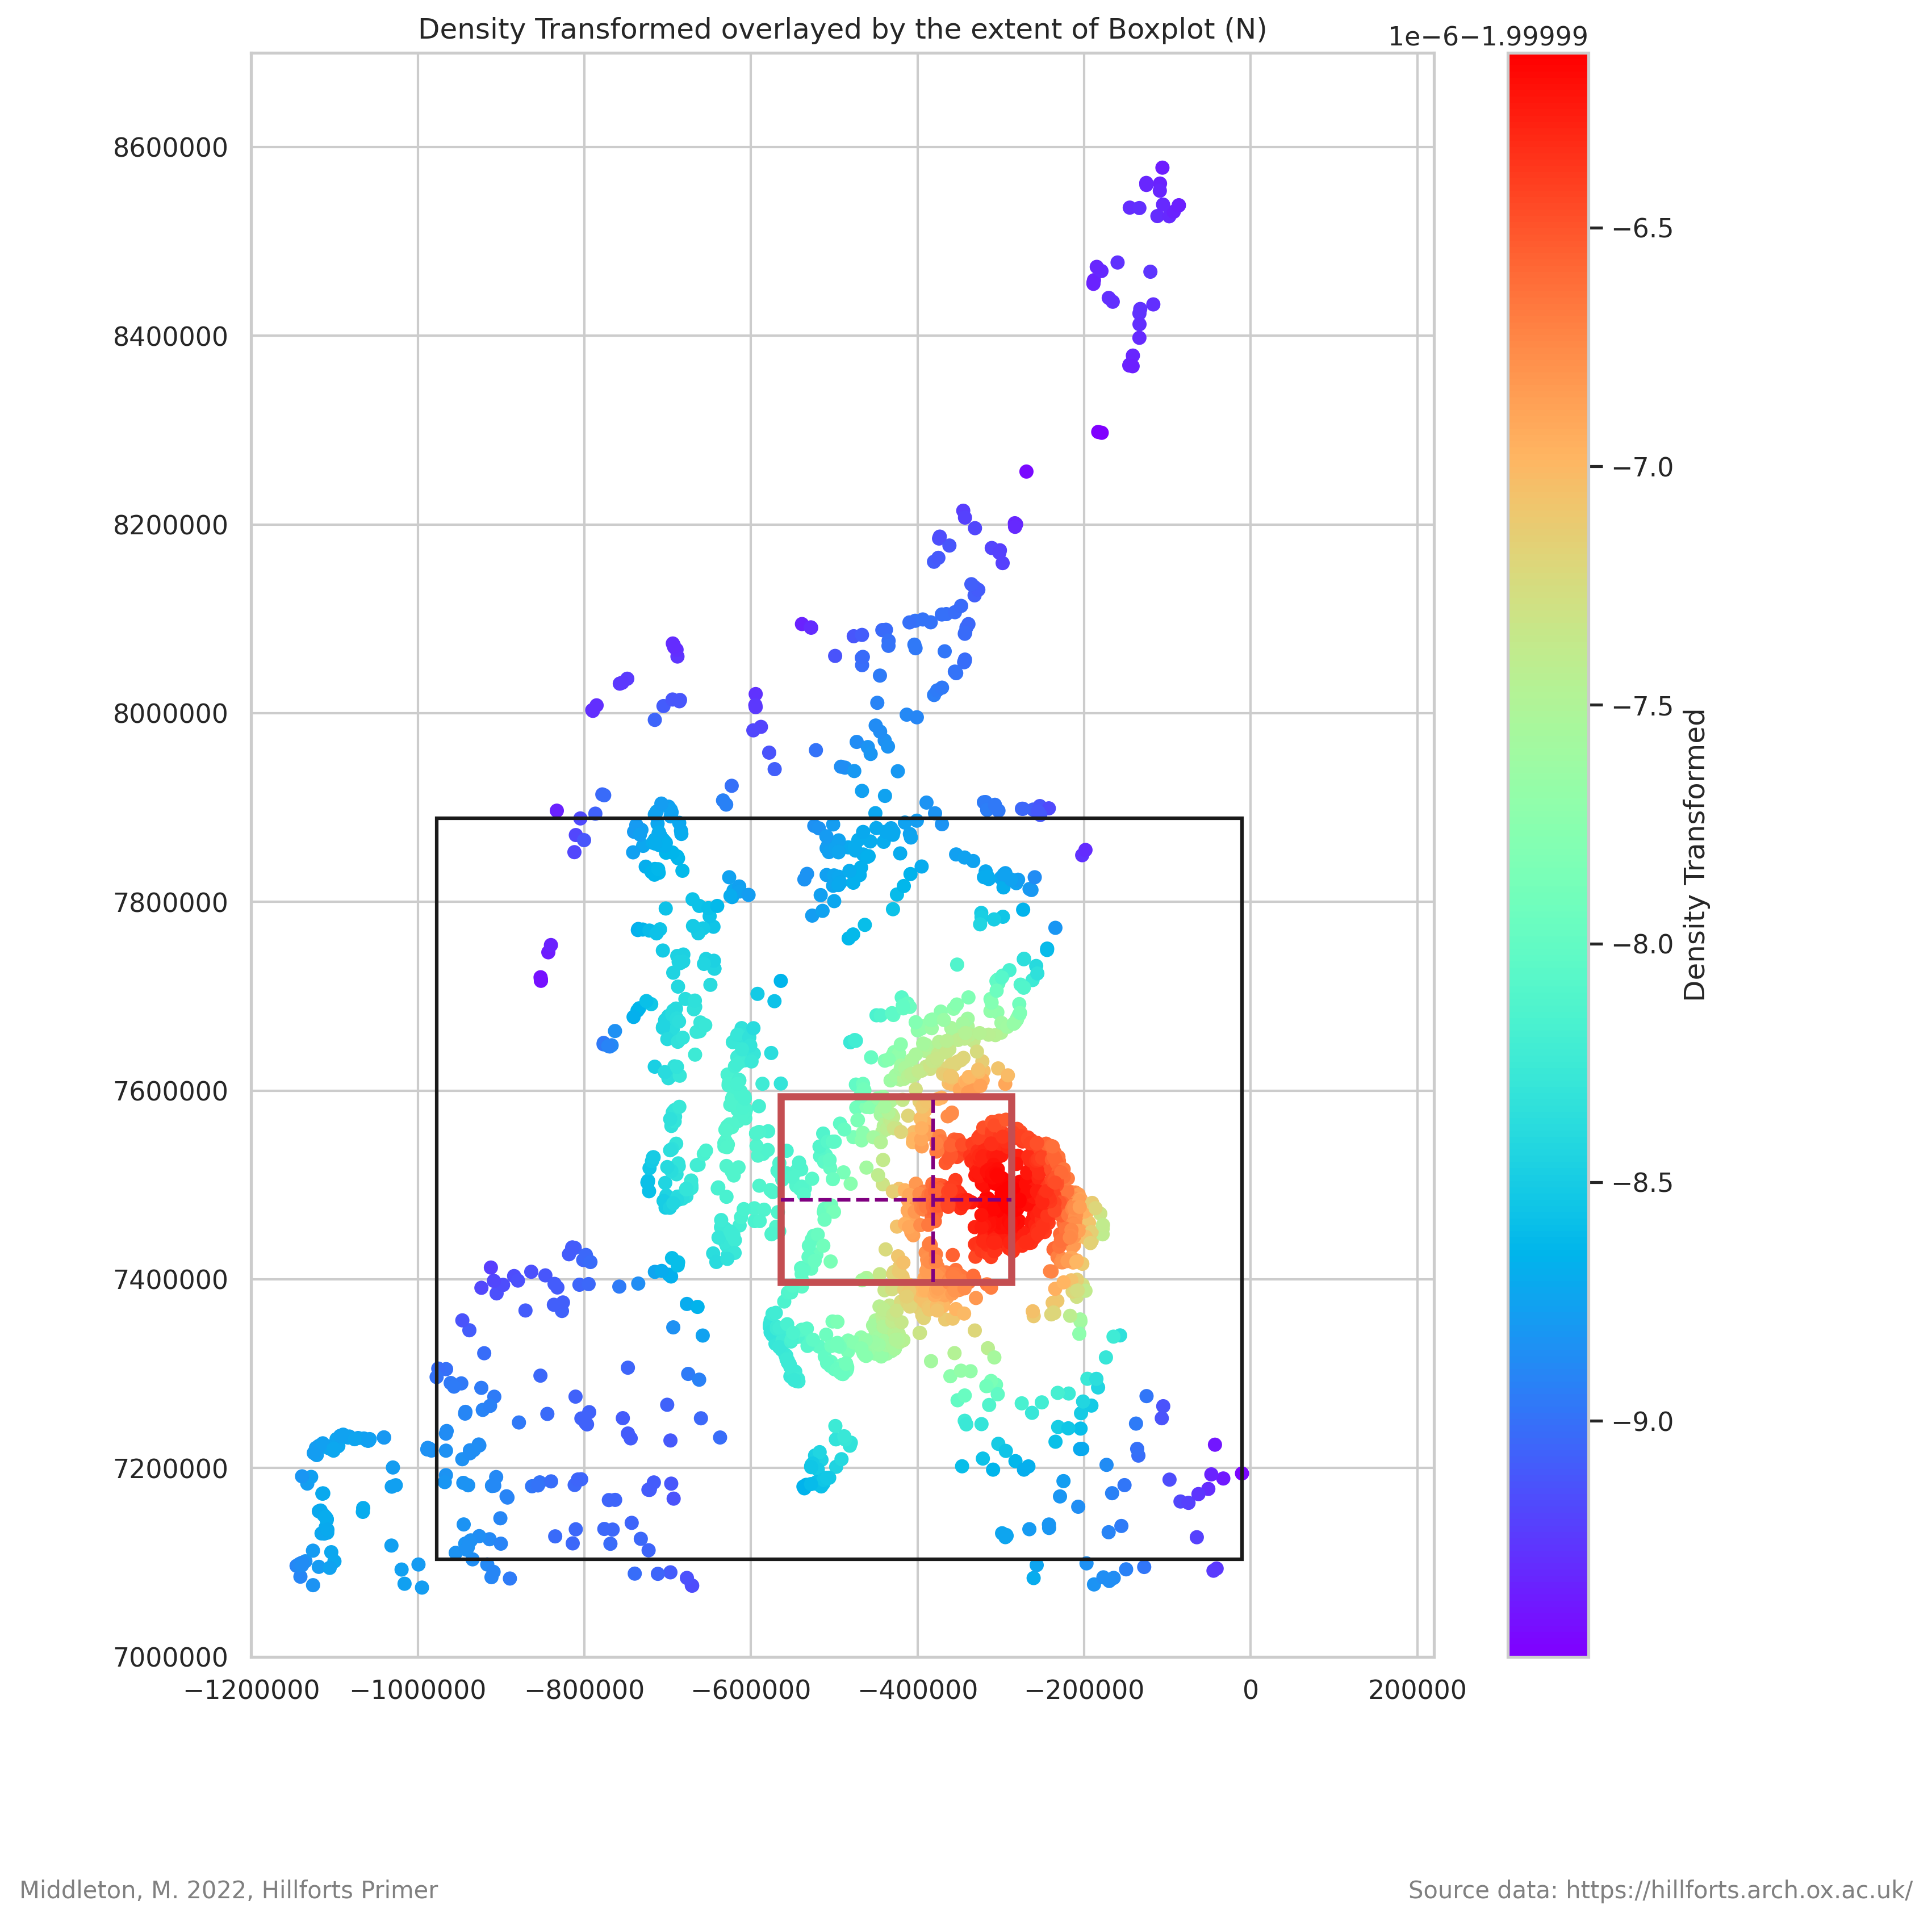 Density Transformed overlayed by the extent of Boxplot (N)
1e−6−1.99999
8600000
8400000
8200000
8000000
7800000
7600000
7400000
7200000
7000000
−1200000 −1000000 −800000 −600000 −400000 −200000 0 200000
−6.5
−7.0
−7.5
−8.0
−8.5
−9.0
Density Transformed
Middleton, M. 2022, Hillforts Primer
Source data: https://hillforts.arch.ox.ac.uk/